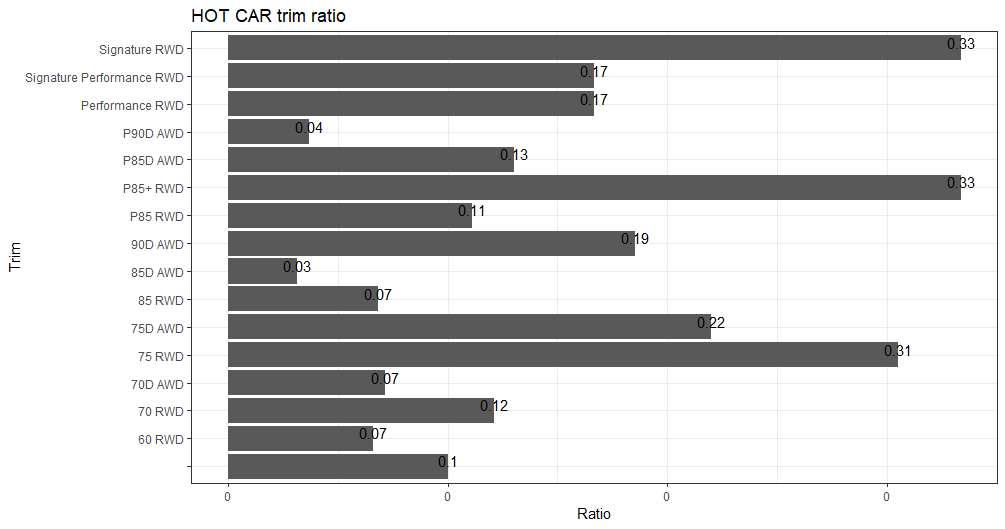 HOT CAR trim ratio
Signature RWD 0.33
Signature Performance RWD 0.17
Performance RWD 0.17
P90D AWD 0.04
P85D AWD 0.13
P85+ RWD 0.33
P85 RWD 0.11
90D AWD 0.19
85D AWD 0.03
85 RWD 0.07
75D AWD 0.22
75 RWD 0.31
70D AWD 0.07
70 RWD 0.12
60 RWD 0.07
0.1
Trim
0 0 0 0
Ratio